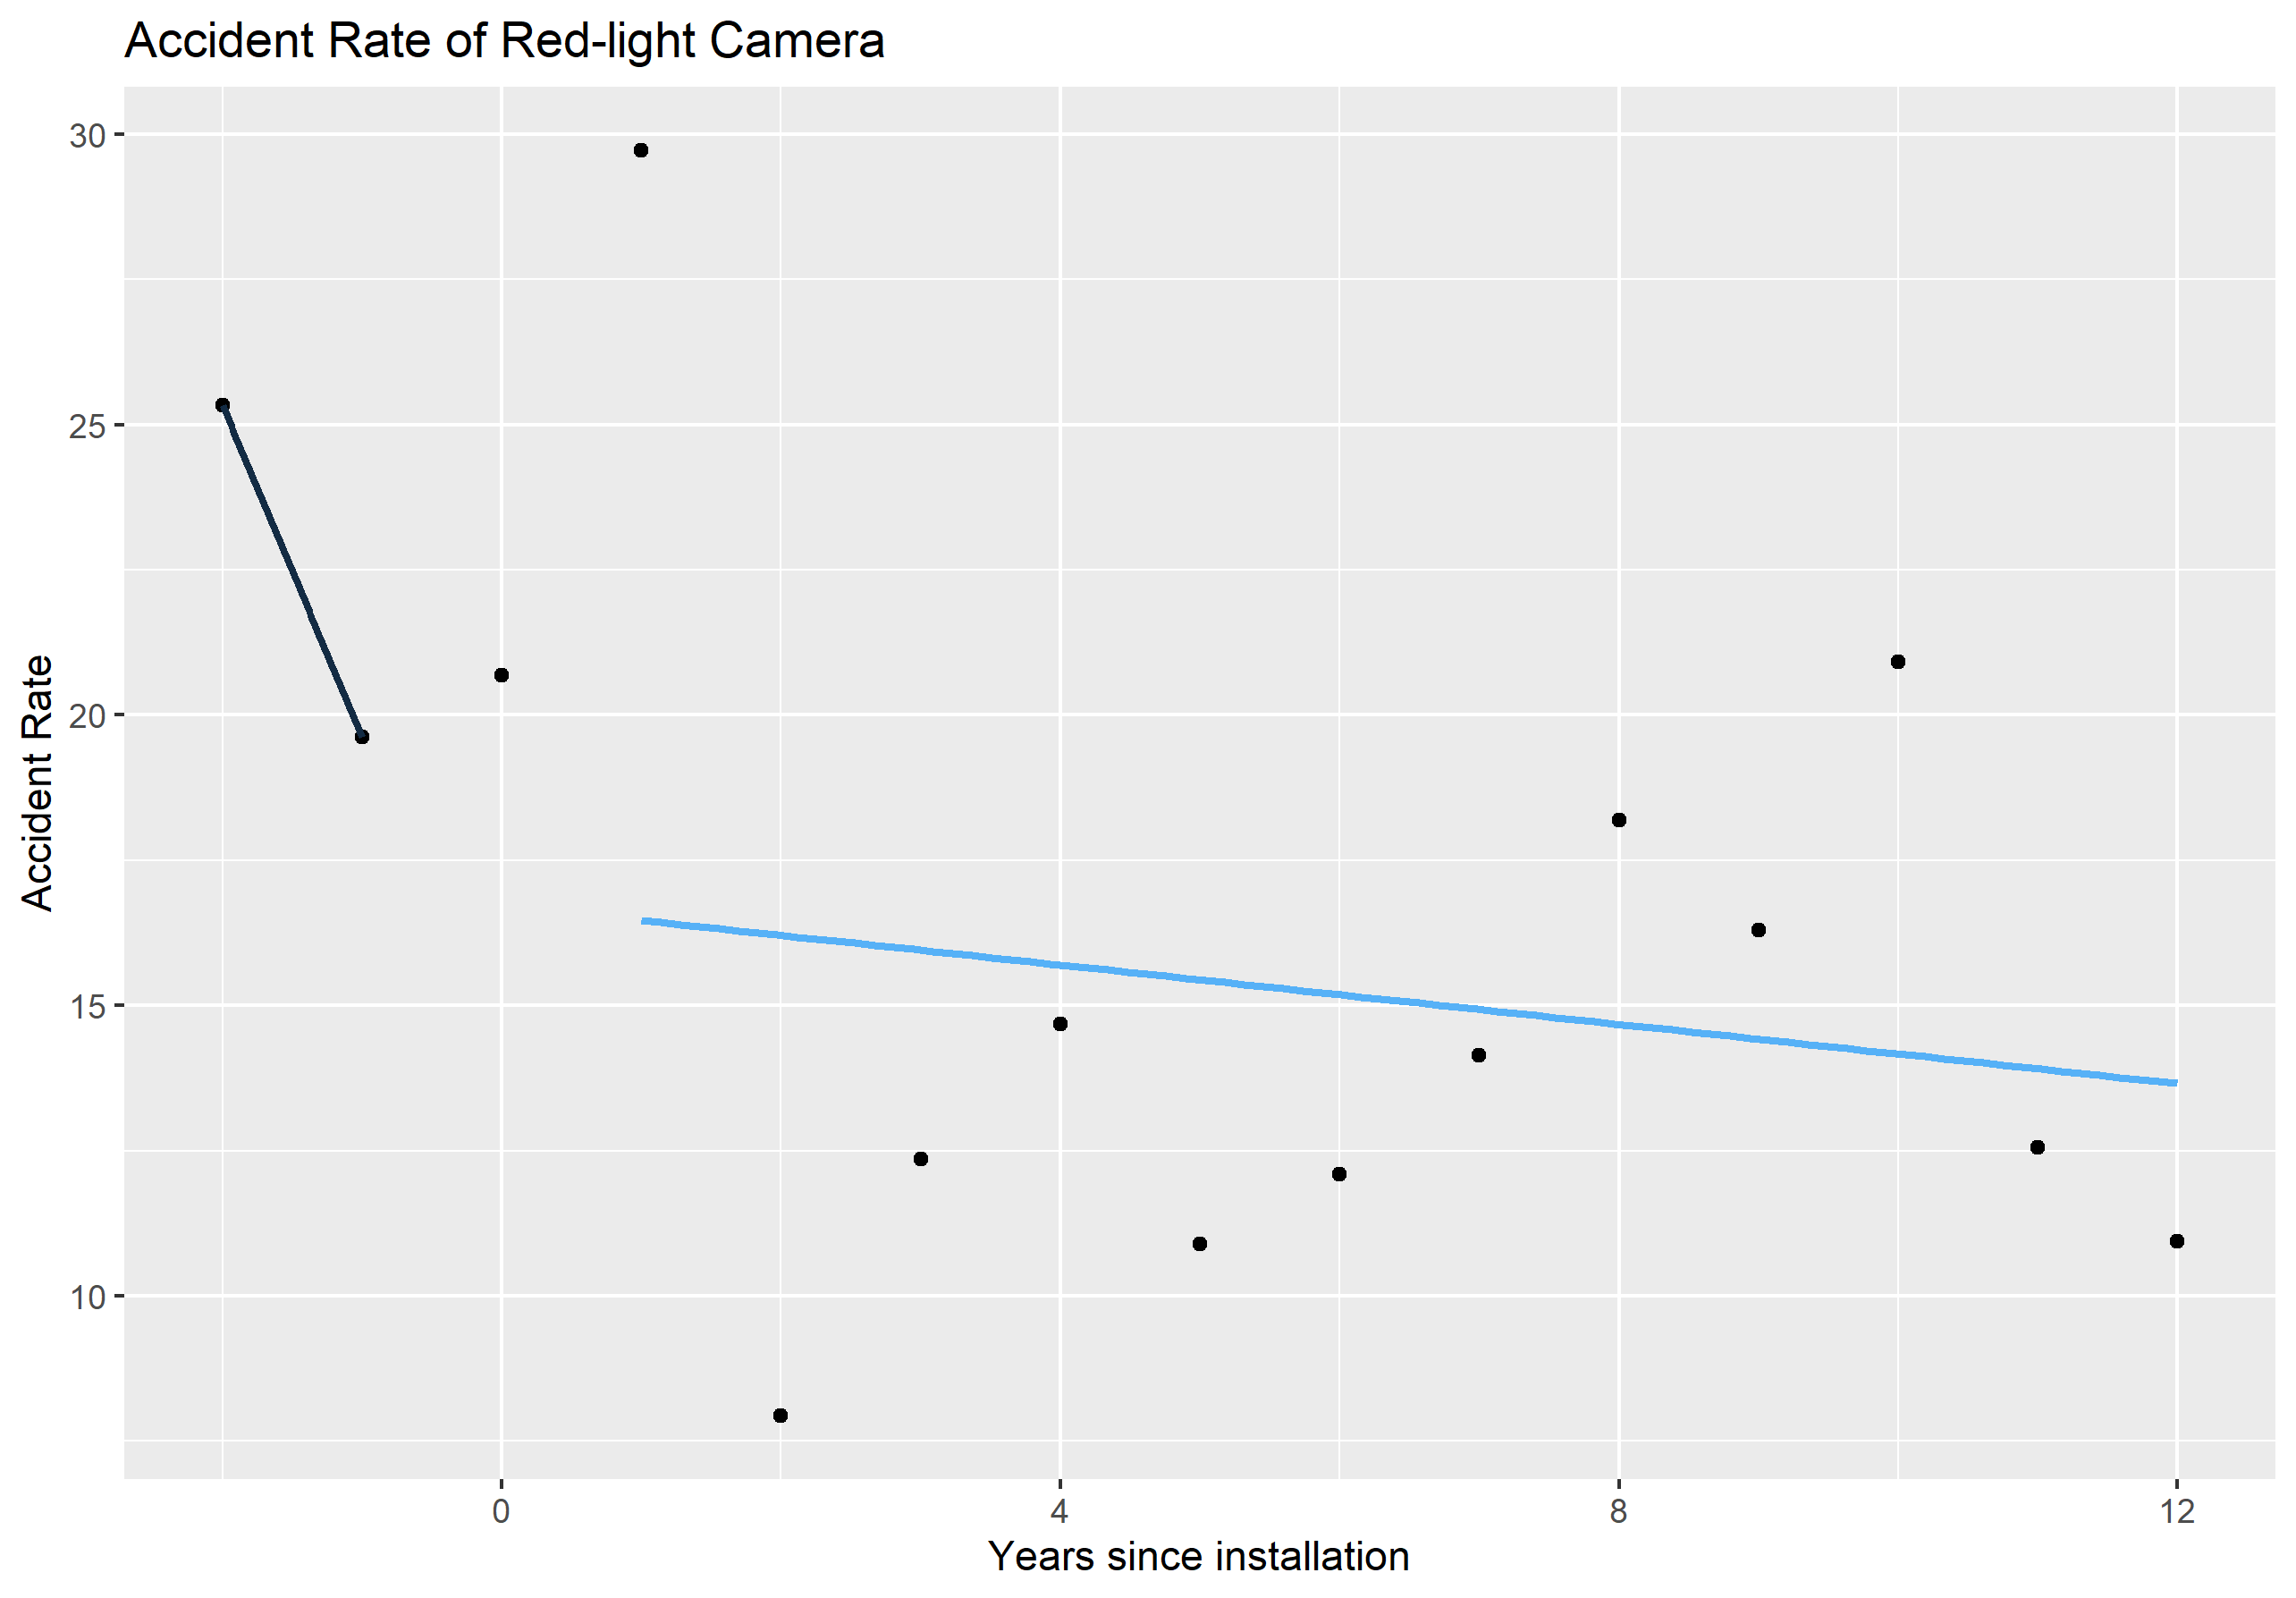 Accident Rate of Red-light Camera
30
25
20
15
10
Accident Rate
0 4 8 12
Years since installation